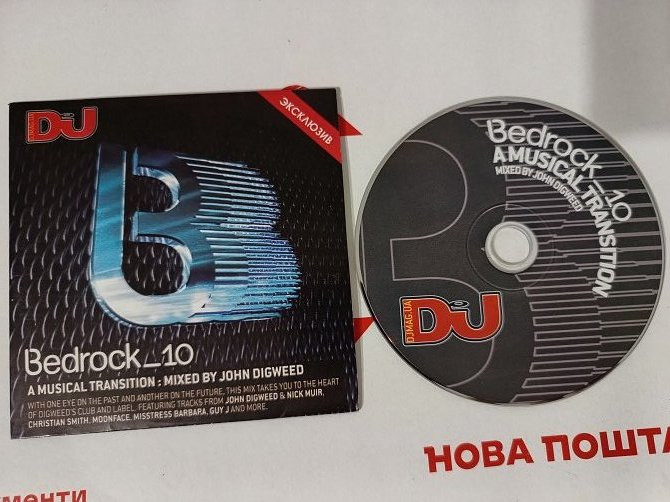 DJMAG.UA
DJ
ЭКСКЛЮЗИВ
B
Bedrock_10
A MUSICAL TRANSITION : MIXED BY JOHN DIGWEED
WITH ONE EYE ON THE PAST AND ANOTHER ON THE FUTURE, THIS MIX TAKES YOU TO THE HEART
OF DIGWEED'S CLUB AND LABEL. FEATURING TRACKS FROM JOHN DIGWEED & NICK MUIR,
CHRISTIAN SMITH, MOONFACE, MISSTRESS BARBARA, GUY J AND MORE.
Bedrock_10
A MUSICAL TRANSITION
MIXED BY JOHN DIGWEED
DJMAG.UA
DJ
НОВА ПОШТА
менти